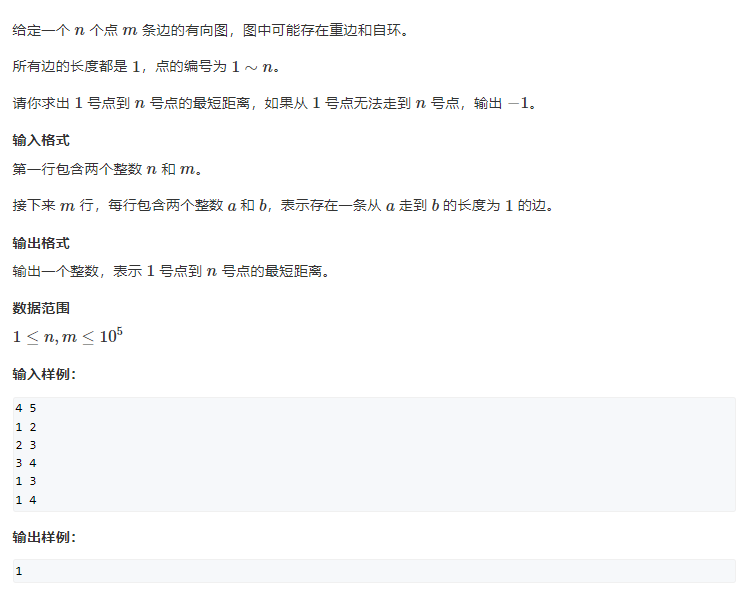 给定一个 n 个点 m 条边的有向图，图中可能存在重边和自环。
所有边的长度都是 1，点的编号为 1 ∼ n。
请你求出 1 号点到 n 号点的最短距离，如果从 1 号点无法走到 n 号点，输出 −1。
输入格式
第一行包含两个整数 n 和 m。
接下来 m 行，每行包含两个整数 a 和 b，表示存在一条从 a 走到 b 的长度为 1 的边。
输出格式
输出一个整数，表示 1 号点到 n 号点的最短距离。
数据范围
1 ≤ n, m ≤ 10⁵
输入样例：
4 5
1 2
2 3
3 4
1 3
1 4
输出样例：
1